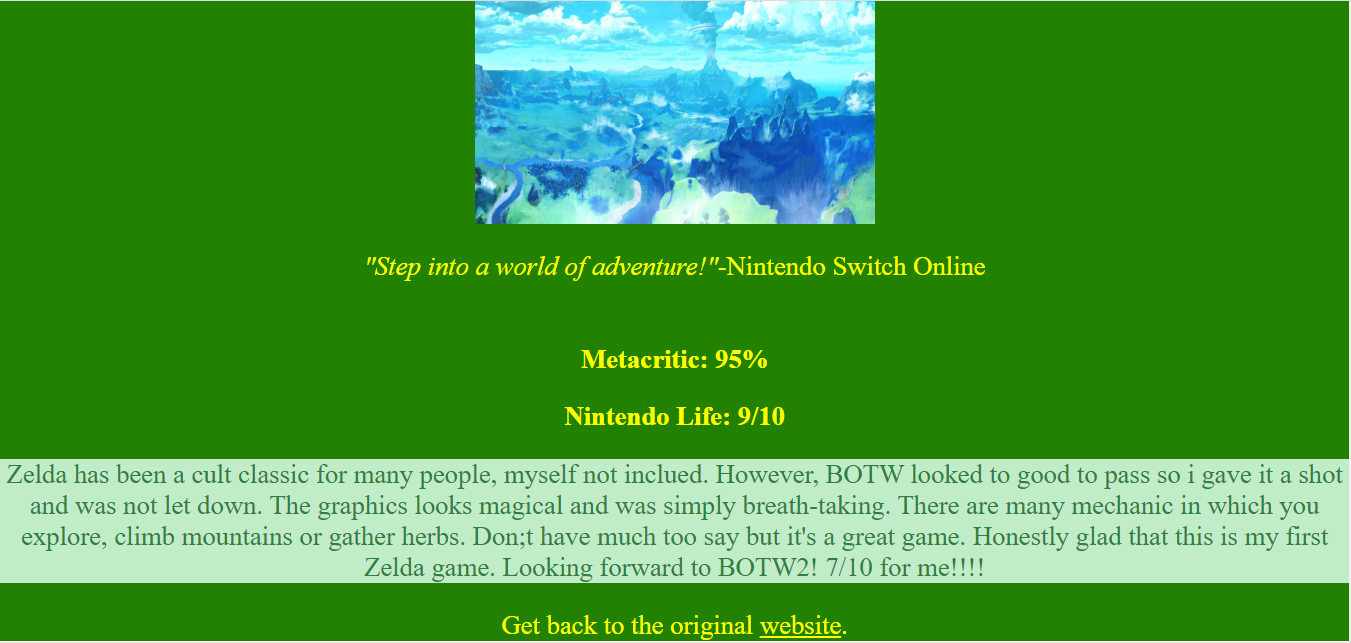 "Step into a world of adventure!"-Nintendo Switch Online
Metacritic: 95%
Nintendo Life: 9/10
Zelda has been a cult classic for many people, myself not inclued. However, BOTW looked to good to pass so i gave it a shot
and was not let down. The graphics looks magical and was simply breath-taking. There are many mechanic in which you
explore, climb mountains or gather herbs. Don;t have much too say but it's a great game. Honestly glad that this is my first
Zelda game. Looking forward to BOTW2! 7/10 for me!!!!
Get back to the original website.